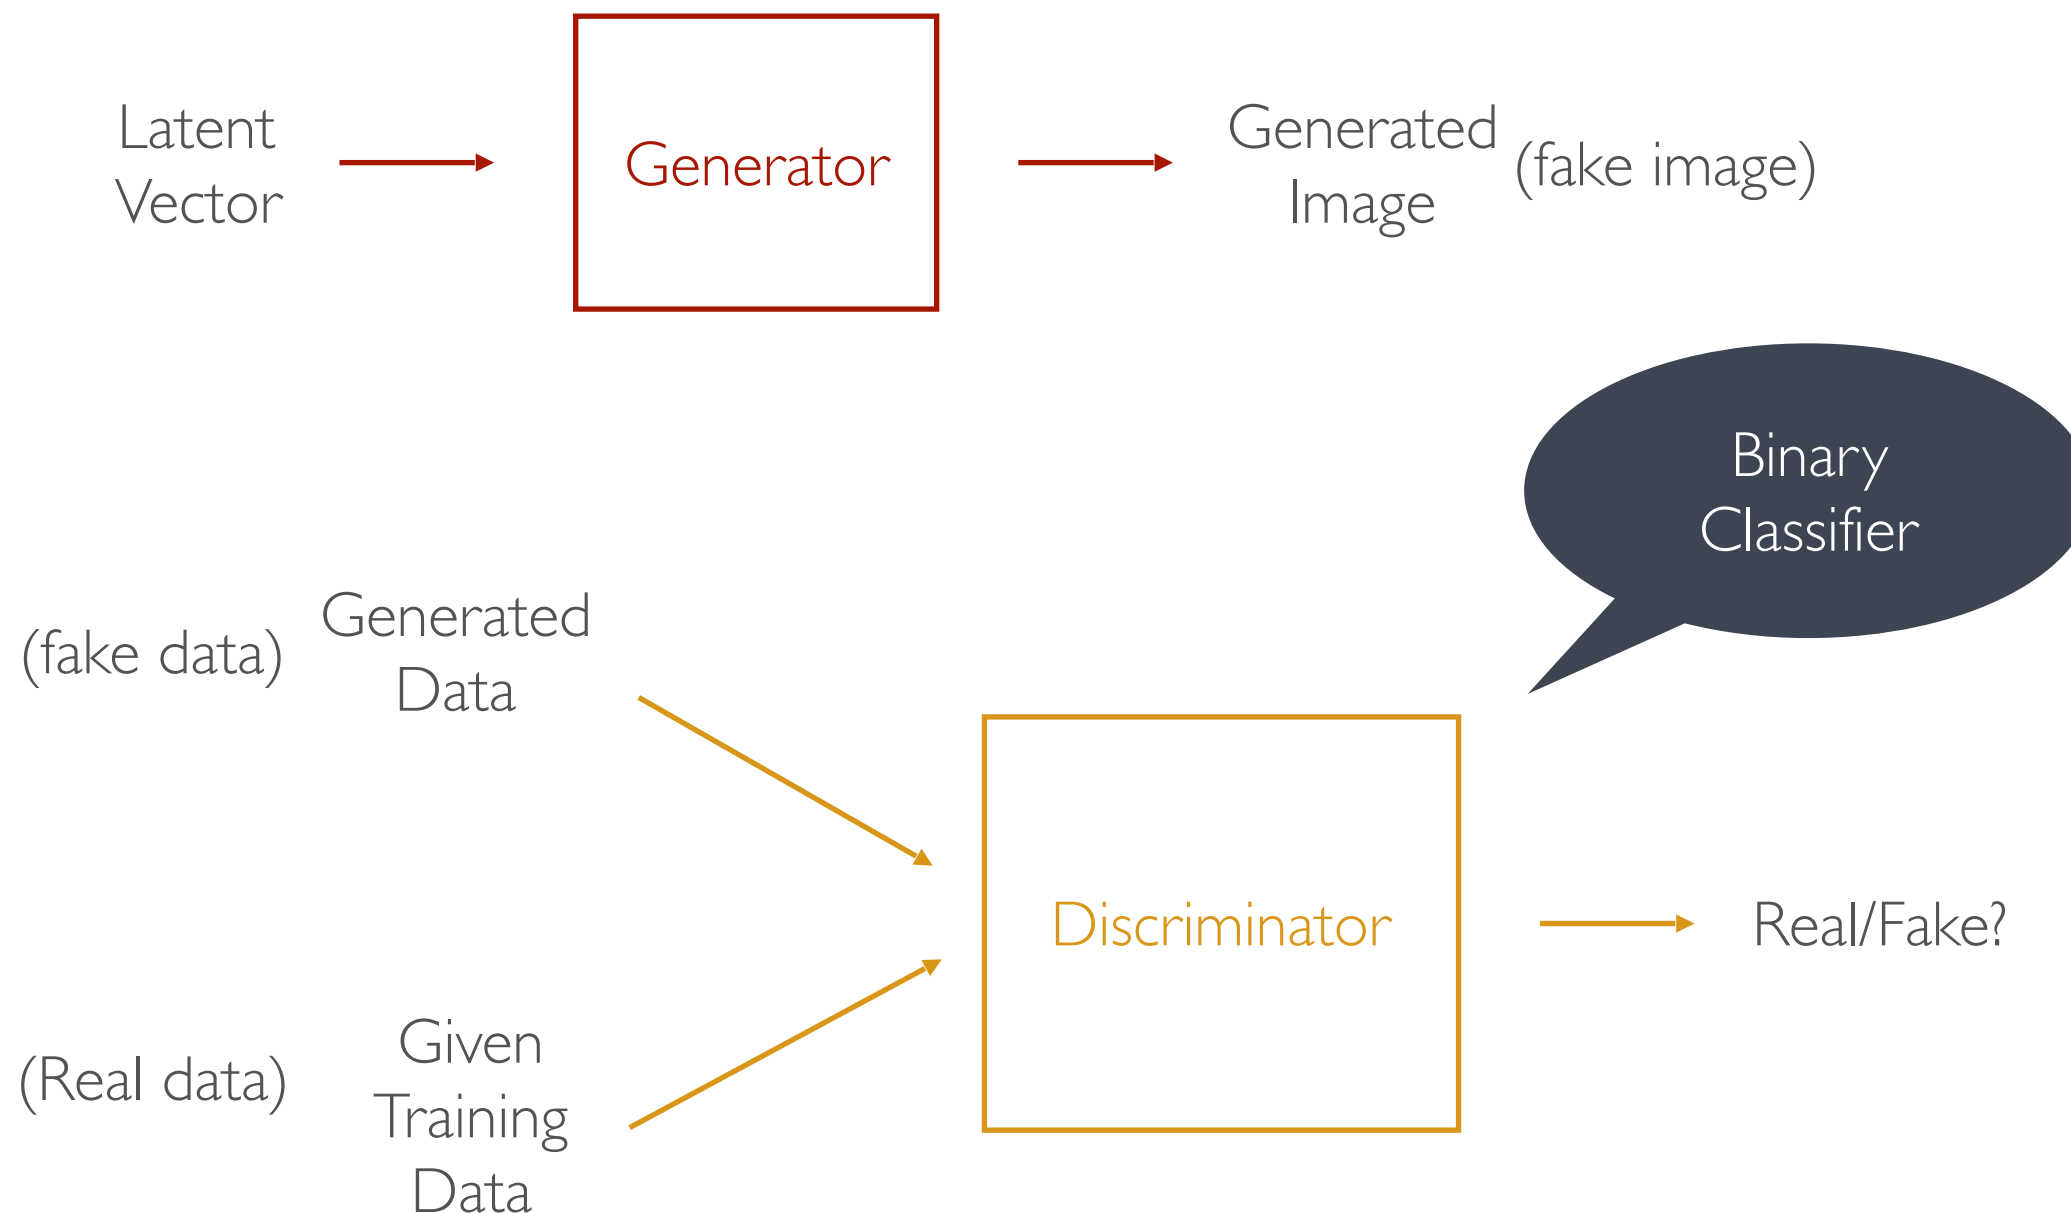 Latent
Vector
Generator
Generated
Image
(fake image)
Binary
Classifier
(fake data)
Generated
Data
Discriminator
Real/Fake?
(Real data)
Given
Training
Data